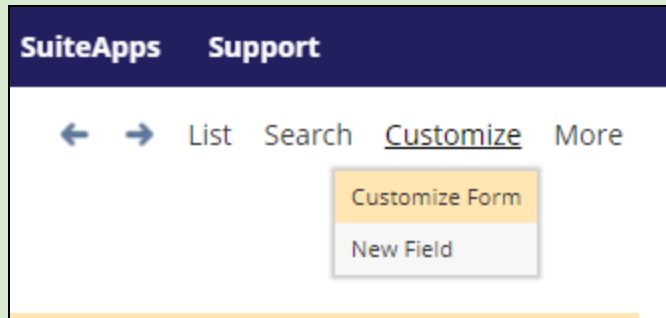 SuiteApps Support
List Search Customize More
Customize Form
New Field